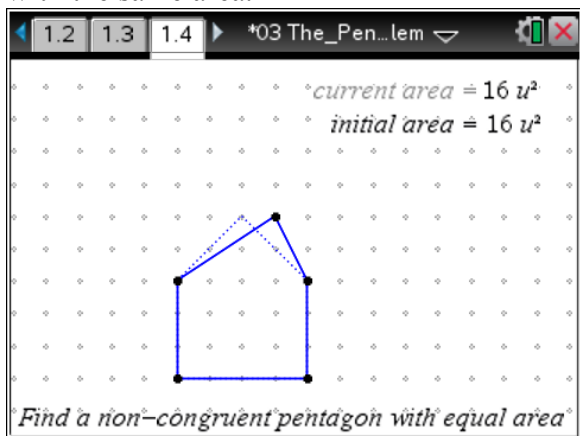 1.2 1.3 1.4 *03 The_Pen...lem
current area = 16 u²
initial area = 16 u²
Find a non-congruent pentagon with equal area